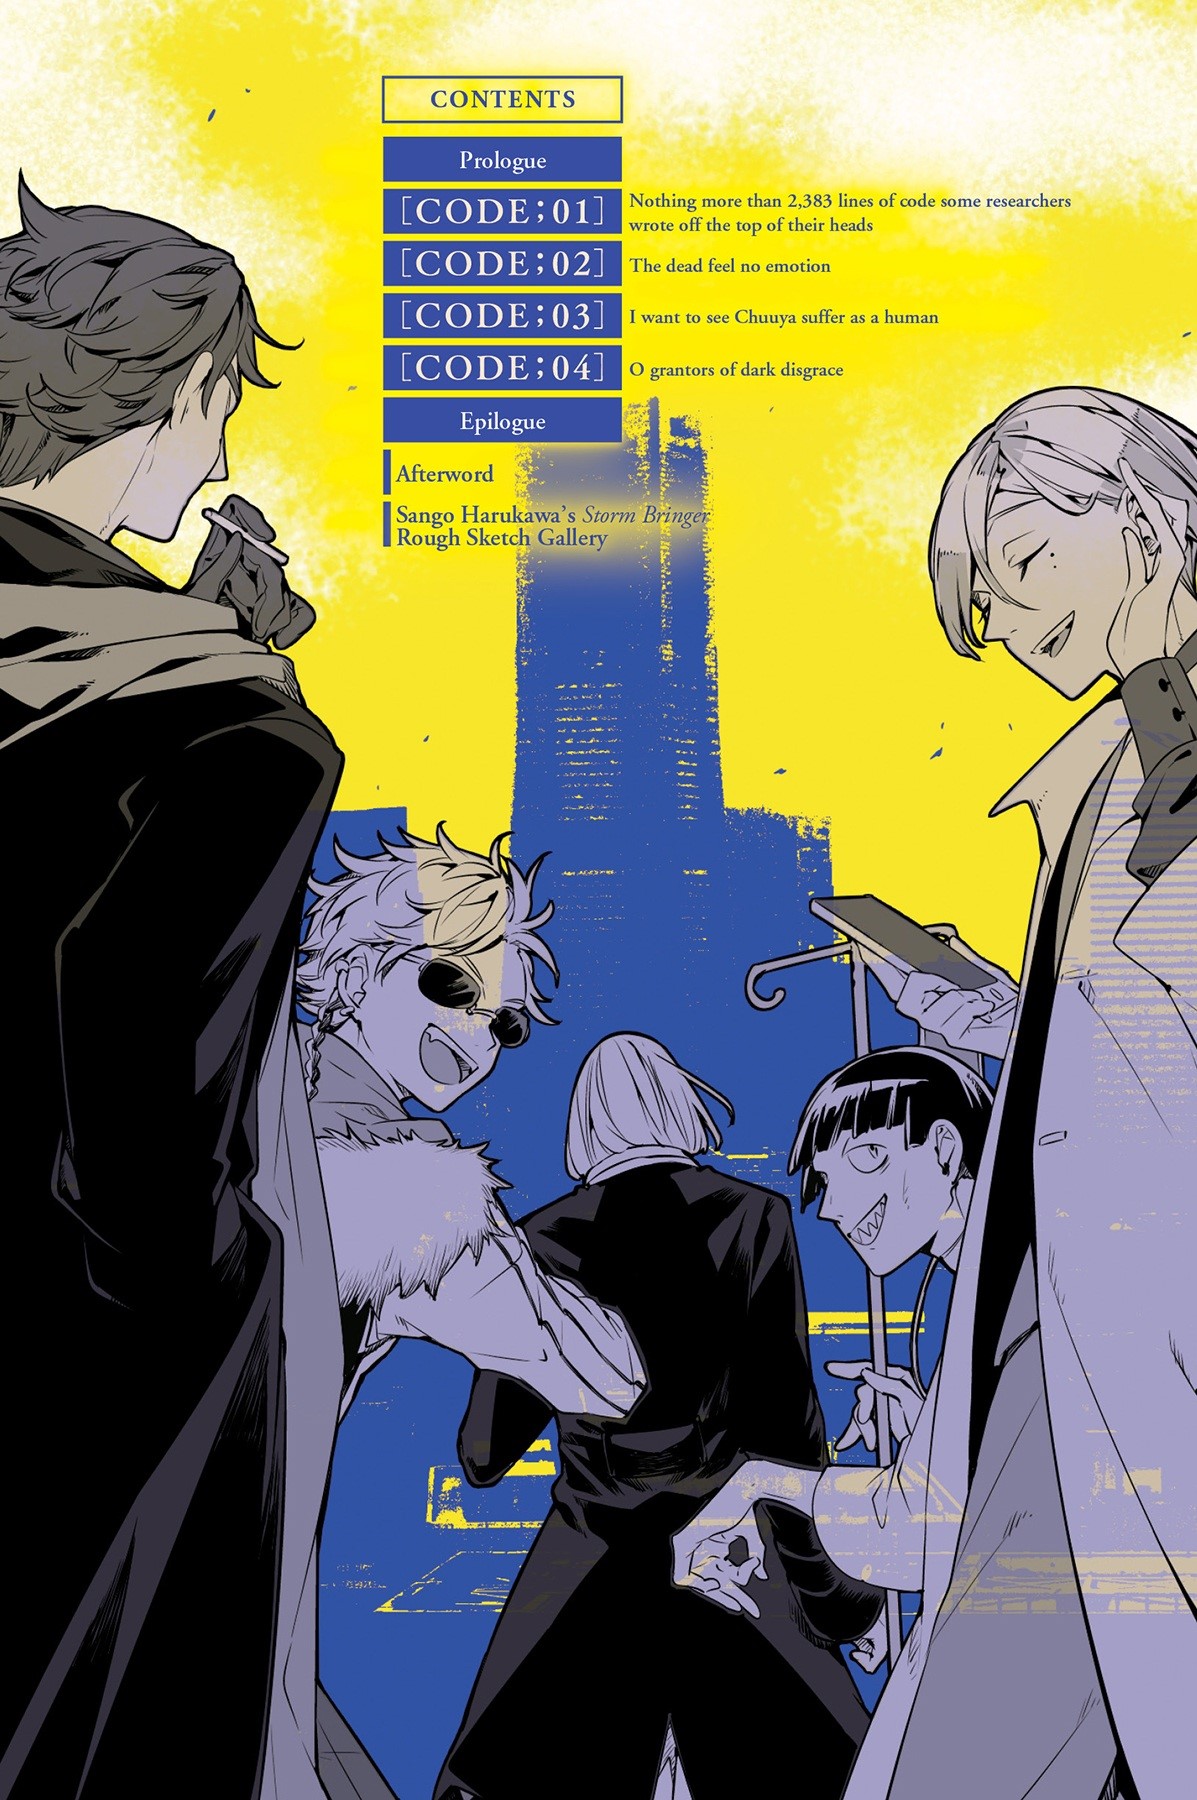 CONTENTS
Prologue
[CODE;01]
Nothing more than 2,383 lines of code some researchers
wrote off the top of their heads
[CODE;02]
The dead feel no emotion
[CODE;03]
I want to see Chuuya suffer as a human
[CODE;04]
O grantors of dark disgrace
Epilogue
Afterword
Sango Harukawa’s Storm Bringer
Rough Sketch Gallery